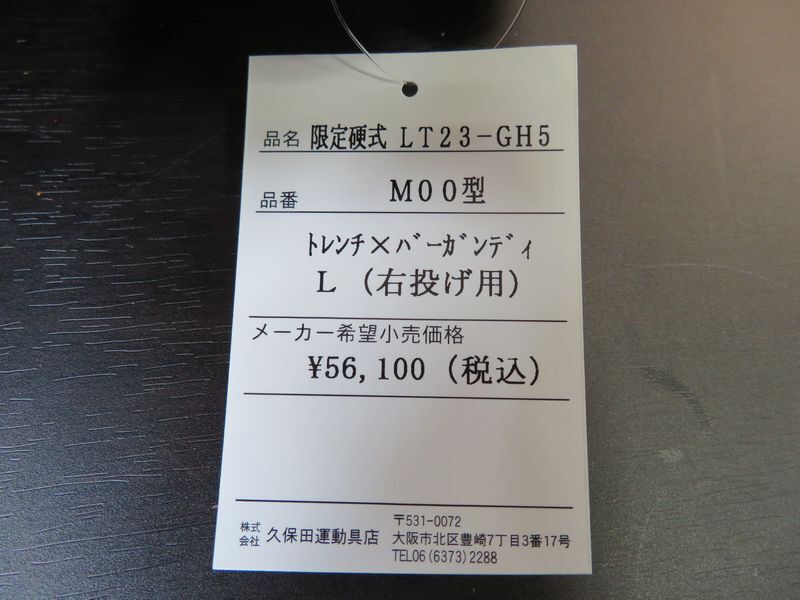 品名 限定硬式 LT23-GH5
品番 M00型
ﾄﾚﾝﾁ×ﾊﾞｰｶﾞﾝﾃﾞｨ
L (右投げ用)
メーカー希望小売価格
¥56,100 (税込)
株式会社 久保田運動具店
〒531-0072
大阪市北区豊崎7丁目3番17号
TEL06(6373)2288